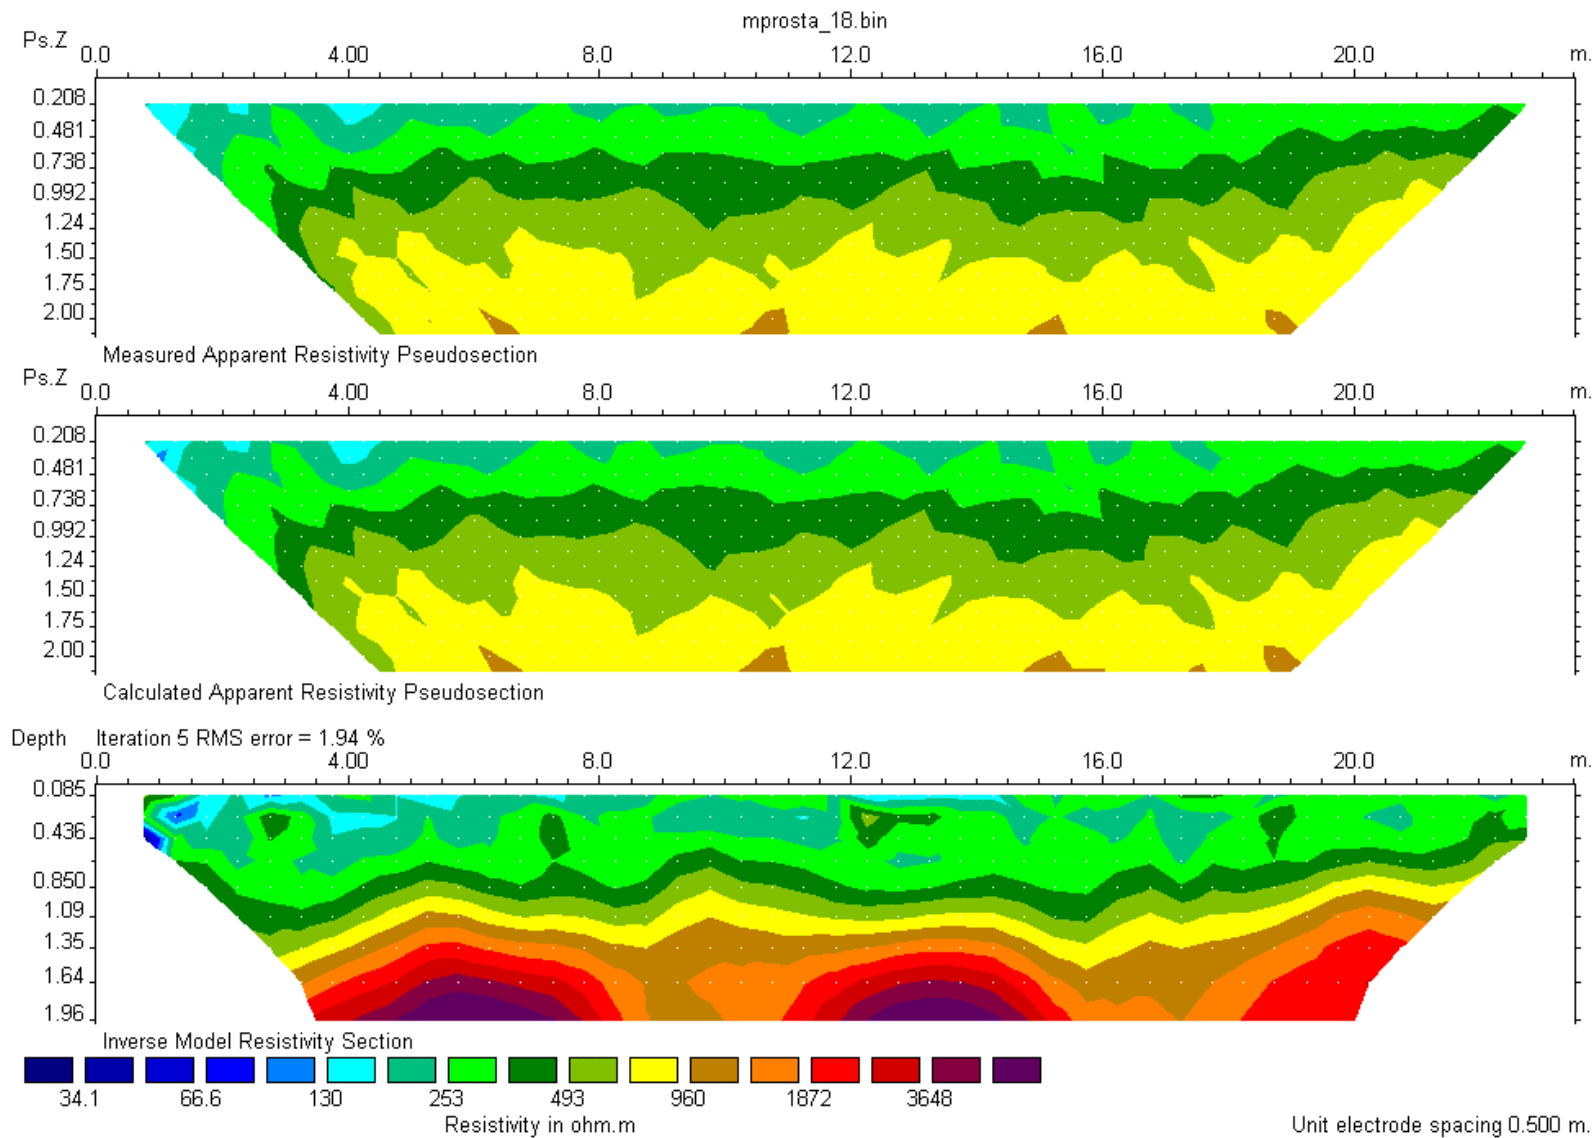 mprosta_18.bin
Ps.Z 0.0 4.00 8.0 12.0 16.0 20.0 m.
0.208
0.481
0.738
0.992
1.24
1.50
1.75
2.00
Measured Apparent Resistivity Pseudosection
Ps.Z 0.0 4.00 8.0 12.0 16.0 20.0 m.
0.208
0.481
0.738
0.992
1.24
1.50
1.75
2.00
Calculated Apparent Resistivity Pseudosection
Depth Iteration 5 RMS error = 1.94 %
0.0 4.00 8.0 12.0 16.0 20.0 m.
0.085
0.436
0.850
1.09
1.35
1.64
1.96
Inverse Model Resistivity Section
34.1 66.6 130 253 493 960 1872 3648
Resistivity in ohm.m
Unit electrode spacing 0.500 m.